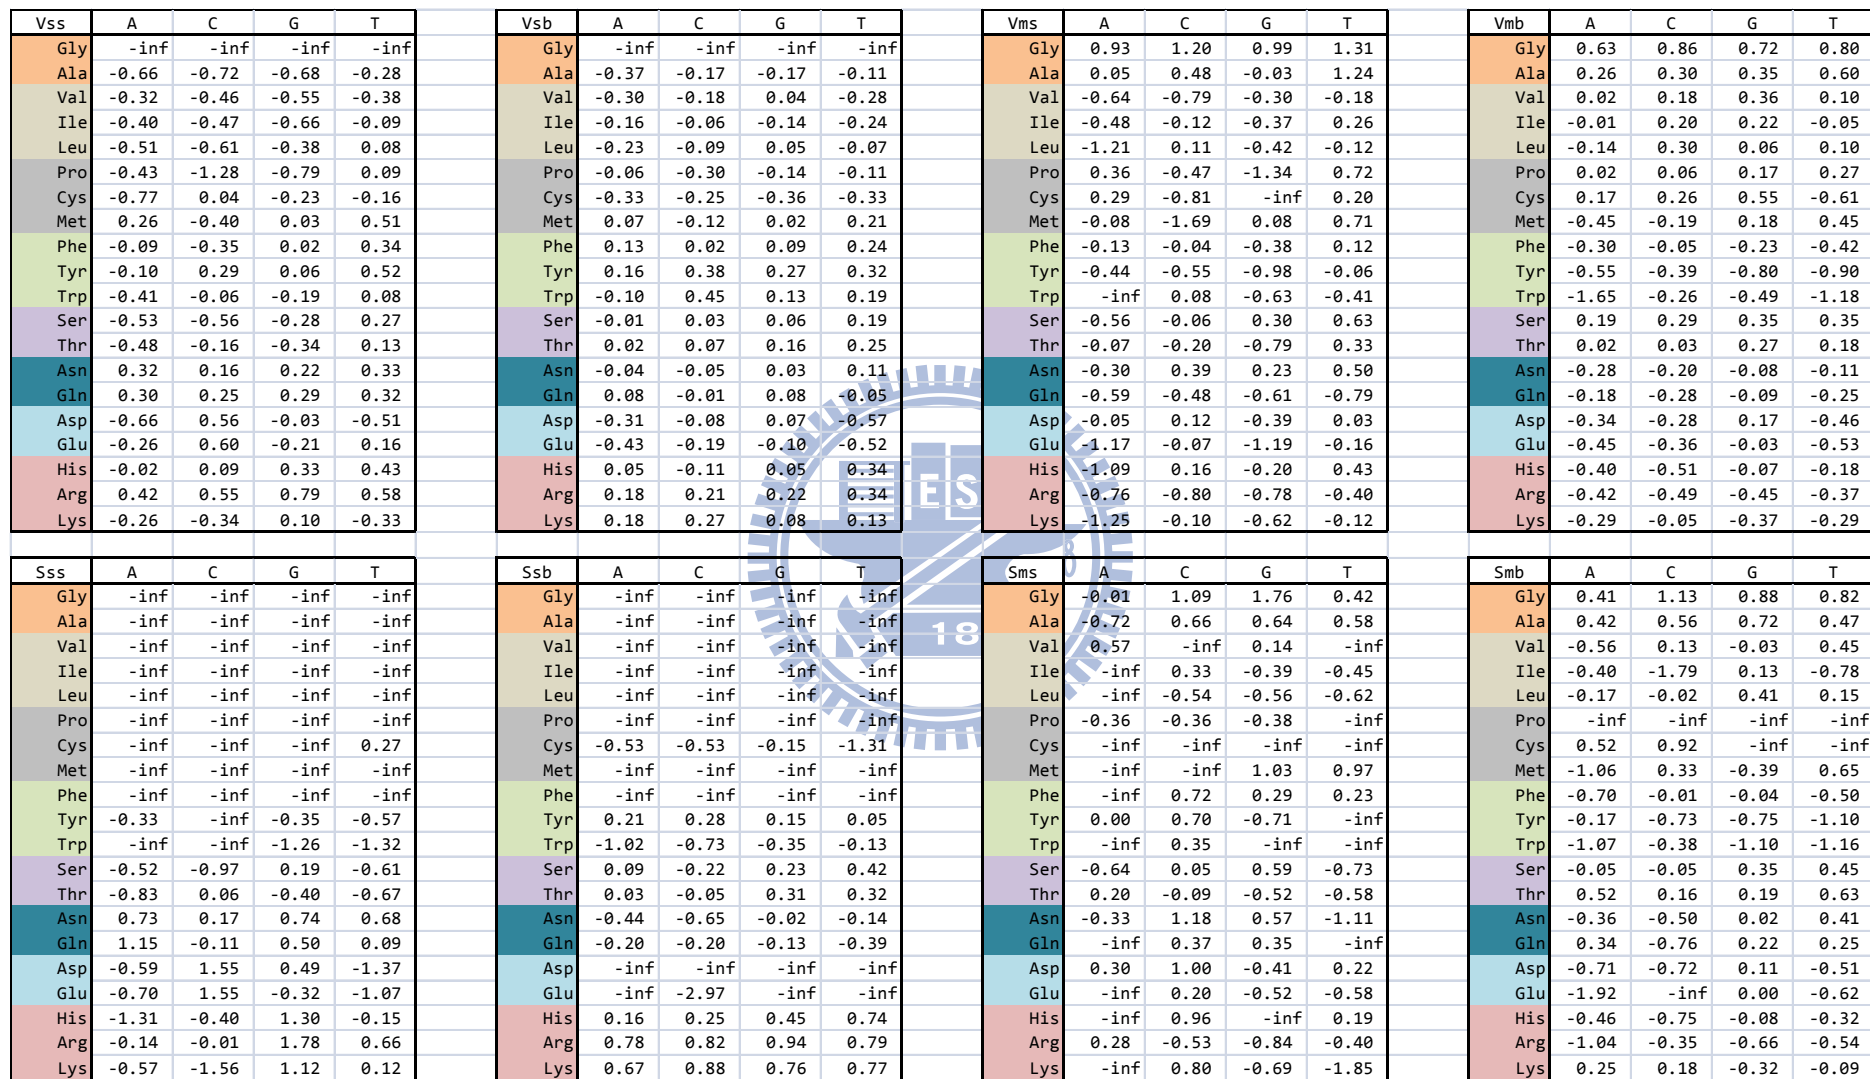 Vss A C G T Vsb A C G T Vms A C G T Vmb A C G T
Gly -inf -inf -inf -inf Gly -inf -inf -inf -inf Gly 0.93 1.20 0.99 1.31 Gly 0.63 0.86 0.72 0.80
Ala -0.66 -0.72 -0.68 -0.28 Ala -0.37 -0.17 -0.17 -0.11 Ala 0.05 0.48 -0.03 1.24 Ala 0.26 0.30 0.35 0.60
Val -0.32 -0.46 -0.55 -0.38 Val -0.30 -0.18 0.04 -0.28 Val -0.64 -0.79 -0.30 -0.18 Val 0.02 0.18 0.36 0.10
Ile -0.40 -0.47 -0.66 -0.09 Ile -0.16 -0.06 -0.14 -0.24 Ile -0.48 -0.12 -0.37 0.26 Ile -0.01 0.20 0.22 -0.05
Leu -0.51 -0.61 -0.38 0.08 Leu -0.23 -0.09 0.05 -0.07 Leu -1.21 0.11 -0.42 -0.12 Leu -0.14 0.30 0.06 0.10
Pro -0.43 -1.28 -0.79 0.09 Pro -0.06 -0.30 -0.14 -0.11 Pro 0.36 -0.47 -1.34 0.72 Pro 0.02 0.06 0.17 0.27
Cys -0.77 0.04 -0.23 -0.16 Cys -0.33 -0.25 -0.36 -0.33 Cys 0.29 -0.81 -inf 0.20 Cys 0.17 0.26 0.55 -0.61
Met 0.26 -0.40 0.03 0.51 Met 0.07 -0.12 0.02 0.21 Met -0.08 -1.69 0.08 0.71 Met -0.45 -0.19 0.18 0.45
Phe -0.09 -0.35 0.02 0.34 Phe 0.13 0.02 0.09 0.24 Phe -0.13 -0.04 -0.38 0.12 Phe -0.30 -0.05 -0.23 -0.42
Tyr -0.10 0.29 0.06 0.52 Tyr 0.16 0.38 0.27 0.32 Tyr -0.44 -0.55 -0.98 -0.06 Tyr -0.55 -0.39 -0.80 -0.90
Trp -0.41 -0.06 -0.19 0.08 Trp -0.10 0.45 0.13 0.19 Trp -inf 0.08 -0.63 -0.41 Trp -1.65 -0.26 -0.49 -1.18
Ser -0.53 -0.56 -0.28 0.27 Ser -0.01 0.03 0.06 0.19 Ser -0.56 -0.06 0.30 0.63 Ser 0.19 0.29 0.35 0.35
Thr -0.48 -0.16 -0.34 0.13 Thr 0.02 0.07 0.16 0.25 Thr -0.07 -0.20 -0.79 0.33 Thr 0.02 0.03 0.27 0.18
Asn 0.32 0.16 0.22 0.33 Asn -0.04 -0.05 0.03 0.11 Asn -0.30 0.39 0.23 0.50 Asn -0.28 -0.20 -0.08 -0.11
Gln 0.30 0.25 0.29 0.32 Gln 0.08 -0.01 0.08 -0.05 Gln -0.59 -0.48 -0.61 -0.79 Gln -0.18 -0.28 -0.09 -0.25
Asp -0.66 0.56 -0.03 -0.51 Asp -0.31 -0.08 0.07 -0.57 Asp -0.05 0.12 -0.39 0.03 Asp -0.34 -0.28 0.17 -0.46
Glu -0.26 0.60 -0.21 0.16 Glu -0.43 -0.19 -0.10 -0.52 Glu -1.17 -0.07 -1.19 -0.16 Glu -0.45 -0.36 -0.03 -0.53
His -0.02 0.09 0.33 0.43 His 0.05 -0.11 0.05 0.34 His -1.09 0.16 -0.20 0.43 His -0.40 -0.51 -0.07 -0.18
Arg 0.42 0.55 0.79 0.58 Arg 0.18 0.21 0.22 0.34 Arg -0.76 -0.80 -0.78 -0.40 Arg -0.42 -0.49 -0.45 -0.37
Lys -0.26 -0.34 0.10 -0.33 Lys 0.18 0.27 0.08 0.13 Lys -1.25 -0.10 -0.62 -0.12 Lys -0.29 -0.05 -0.37 -0.29
ES
Sss A C G T Ssb A C G T Sms A C G T Smb A C G T
Gly -inf -inf -inf -inf Gly -inf -inf -inf -inf Gly -0.01 1.09 1.76 0.42 Gly 0.41 1.13 0.88 0.82
Ala -inf -inf -inf -inf Ala -inf -inf -inf -inf Ala -0.72 0.66 0.64 0.58 Ala 0.42 0.56 0.72 0.47
Val -inf -inf -inf -inf Val -inf -inf -inf -inf Val 0.57 -inf 0.14 -inf Val -0.56 0.13 -0.03 0.45
Ile -inf -inf -inf -inf Ile -inf -inf -inf -inf Ile -inf 0.33 -0.39 -0.45 Ile -0.40 -1.79 0.13 -0.78
Leu -inf -inf -inf -inf Leu -inf -inf -inf -inf Leu -inf -0.54 -0.56 -0.62 Leu -0.17 -0.02 0.41 0.15
Pro -inf -inf -inf -inf Pro -inf -inf -inf -inf Pro -0.36 -0.36 -0.38 -inf Pro -inf -inf -inf -inf
Cys -inf -inf -inf 0.27 Cys -0.53 -0.53 -0.15 -1.31 Cys -inf -inf -inf -inf Cys 0.52 0.92 -inf -inf
Met -inf -inf -inf -inf Met -inf -inf -inf -inf Met -inf -inf 1.03 0.97 Met -1.06 0.33 -0.39 0.65
Phe -inf -inf -inf -inf Phe -inf -inf -inf -inf Phe -inf 0.72 0.29 0.23 Phe -0.70 -0.01 -0.04 -0.50
Tyr -0.33 -inf -0.35 -0.57 Tyr 0.21 0.28 0.15 0.05 Tyr 0.00 0.70 -0.71 -inf Tyr -0.17 -0.73 -0.75 -1.10
Trp -inf -inf -1.26 -1.32 Trp -1.02 -0.73 -0.35 -0.13 Trp -inf 0.35 -inf -inf Trp -1.07 -0.38 -1.10 -1.16
Ser -0.52 -0.97 0.19 -0.61 Ser 0.09 -0.22 0.23 0.42 Ser -0.64 0.05 0.59 -0.73 Ser -0.05 -0.05 0.35 0.45
Thr -0.83 0.06 -0.40 -0.67 Thr 0.03 -0.05 0.31 0.32 Thr 0.20 -0.09 -0.52 -0.58 Thr 0.52 0.16 0.19 0.63
Asn 0.73 0.17 0.74 0.68 Asn -0.44 -0.65 -0.02 -0.14 Asn -0.33 1.18 0.57 -1.11 Asn -0.36 -0.50 0.02 0.41
Gln 1.15 -0.11 0.50 0.09 Gln -0.20 -0.20 -0.13 -0.39 Gln -inf 0.37 0.35 -inf Gln 0.34 -0.76 0.22 0.25
Asp -0.59 1.55 0.49 -1.37 Asp -inf -inf -inf -inf Asp 0.30 1.00 -0.41 0.22 Asp -0.71 -0.72 0.11 -0.51
Glu -0.70 1.55 -0.32 -1.07 Glu -inf -2.97 -inf -inf Glu -inf 0.20 -0.52 -0.58 Glu -1.92 -inf 0.00 -0.62
His -1.31 -0.40 1.30 -0.15 His 0.16 0.25 0.45 0.74 His -inf 0.96 -inf 0.19 His -0.46 -0.75 -0.08 -0.32
Arg -0.14 -0.01 1.78 0.66 Arg 0.78 0.82 0.94 0.79 Arg 0.28 -0.53 -0.84 -0.40 Arg -1.04 -0.35 -0.66 -0.54
Lys -0.57 -1.56 1.12 0.12 Lys 0.67 0.88 0.76 0.77 Lys -inf 0.80 -0.69 -1.85 Lys 0.25 0.18 -0.32 -0.09
18